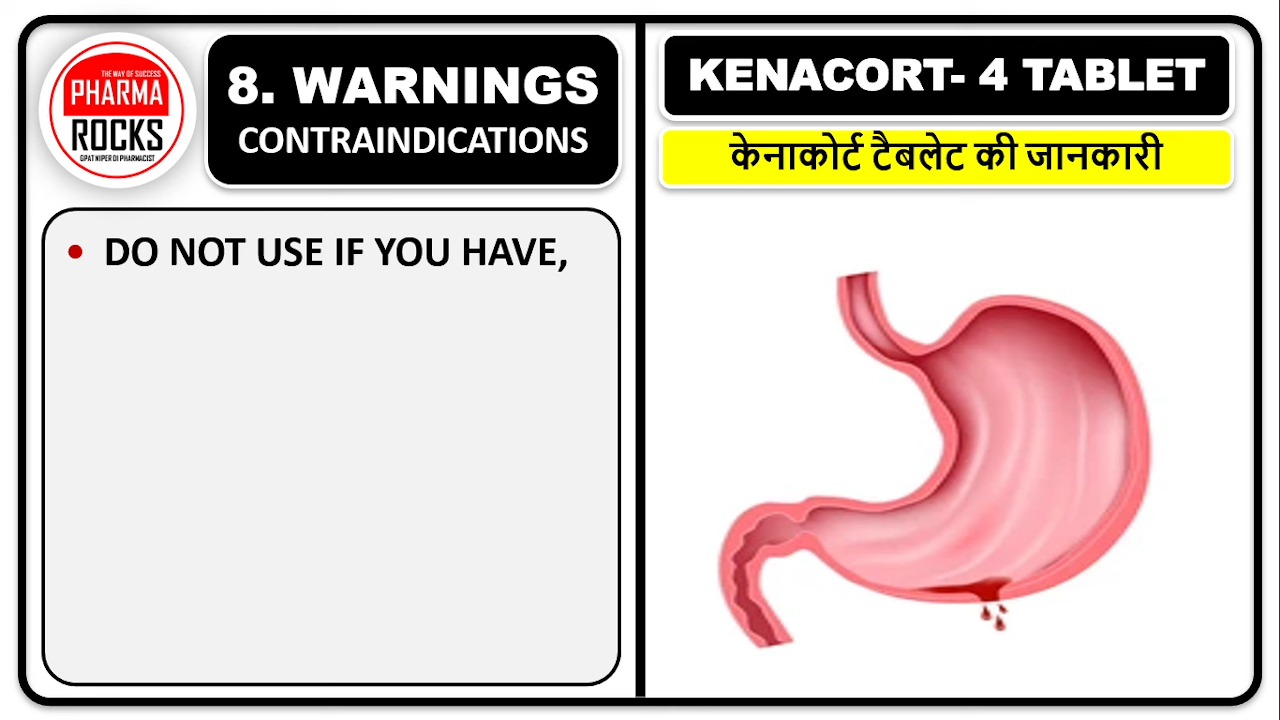 THE WAY OF SUCCESS
PHARMA
ROCKS
GPAT NIPER DI PHARMACIST
8. WARNINGS
CONTRAINDICATIONS
KENACORT- 4 TABLET
केनाकोर्ट टैबलेट की जानकारी
• DO NOT USE IF YOU HAVE,